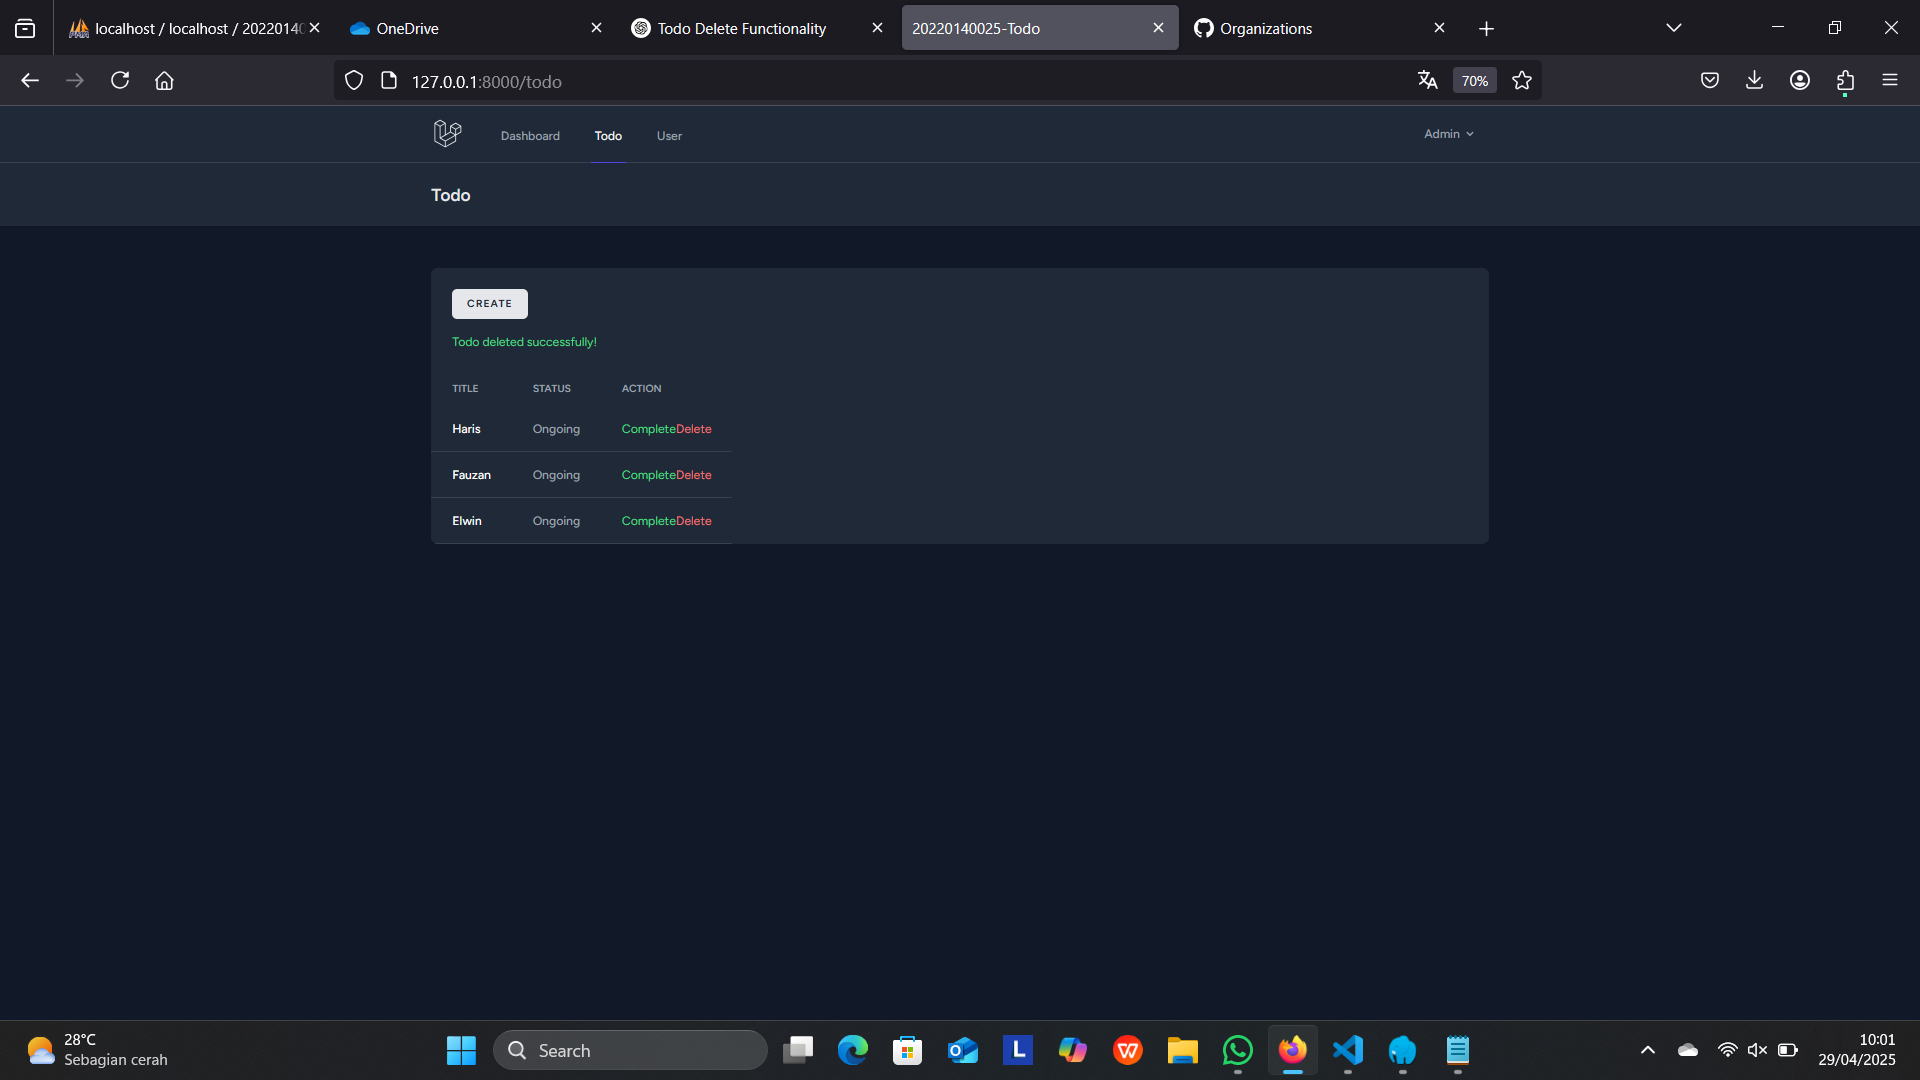 localhost / localhost / 2022014
OneDrive
Todo Delete Functionality
20220140025-Todo
Organizations
127.0.0.1:8000/todo
70%
Dashboard
Todo
User
Admin
Todo
CREATE
Todo deleted successfully!
TITLE STATUS ACTION
Haris Ongoing CompleteDelete
Fauzan Ongoing CompleteDelete
Elwin Ongoing CompleteDelete
28°C
Sebagian cerah
Search
10:01
29/04/2025